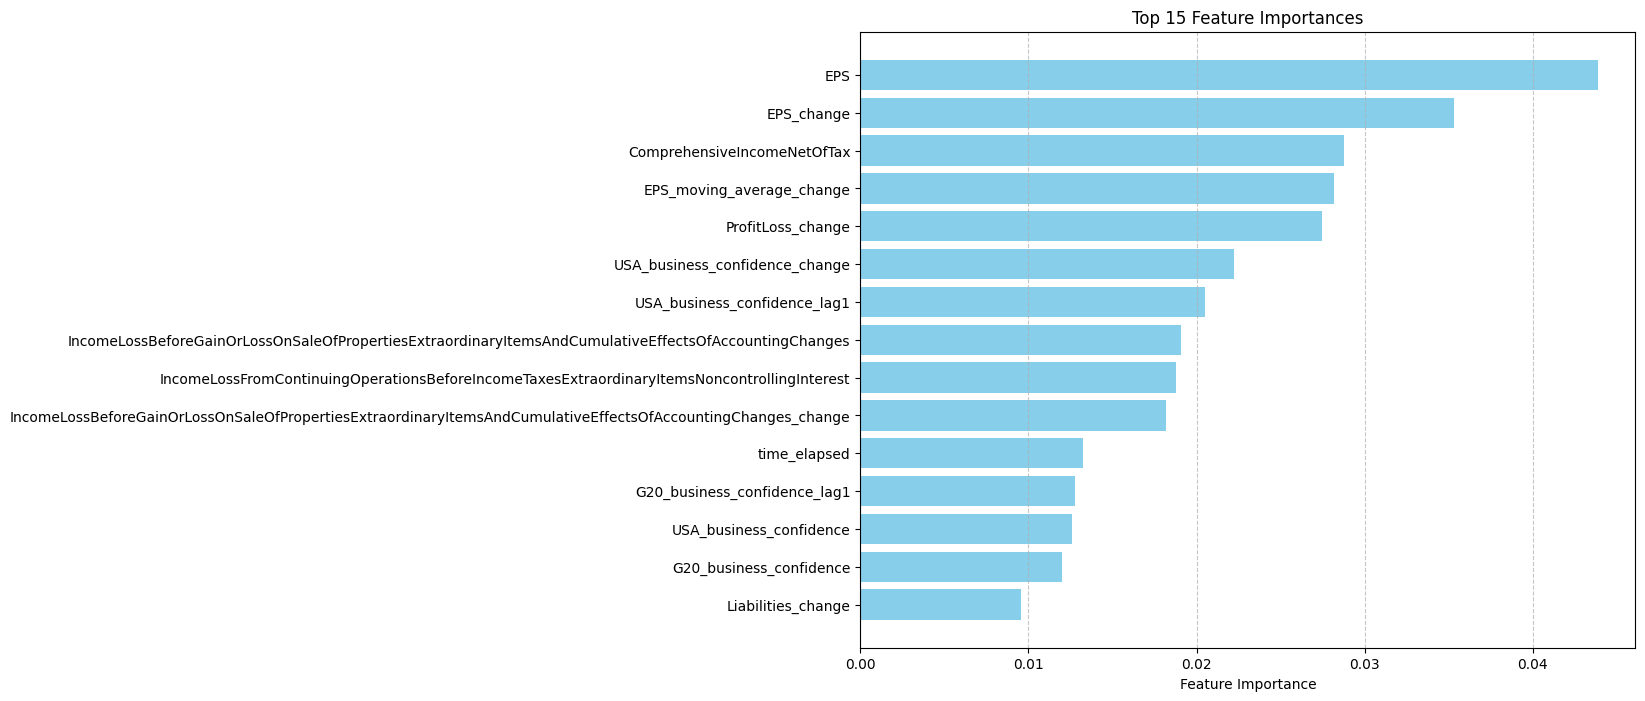 Top 15 Feature Importances
EPS
EPS_change
ComprehensiveIncomeNetOfTax
EPS_moving_average_change
ProfitLoss_change
USA_business_confidence_change
USA_business_confidence_lag1
IncomeLossBeforeGainOrLossOnSaleOfPropertiesExtraordinaryItemsAndCumulativeEffectsOfAccountingChanges
IncomeLossFromContinuingOperationsBeforeIncomeTaxesExtraordinaryItemsNoncontrollingInterest
IncomeLossBeforeGainOrLossOnSaleOfPropertiesExtraordinaryItemsAndCumulativeEffectsOfAccountingChanges_change
time_elapsed
G20_business_confidence_lag1
USA_business_confidence
G20_business_confidence
Liabilities_change
0.00 0.01 0.02 0.03 0.04
Feature Importance